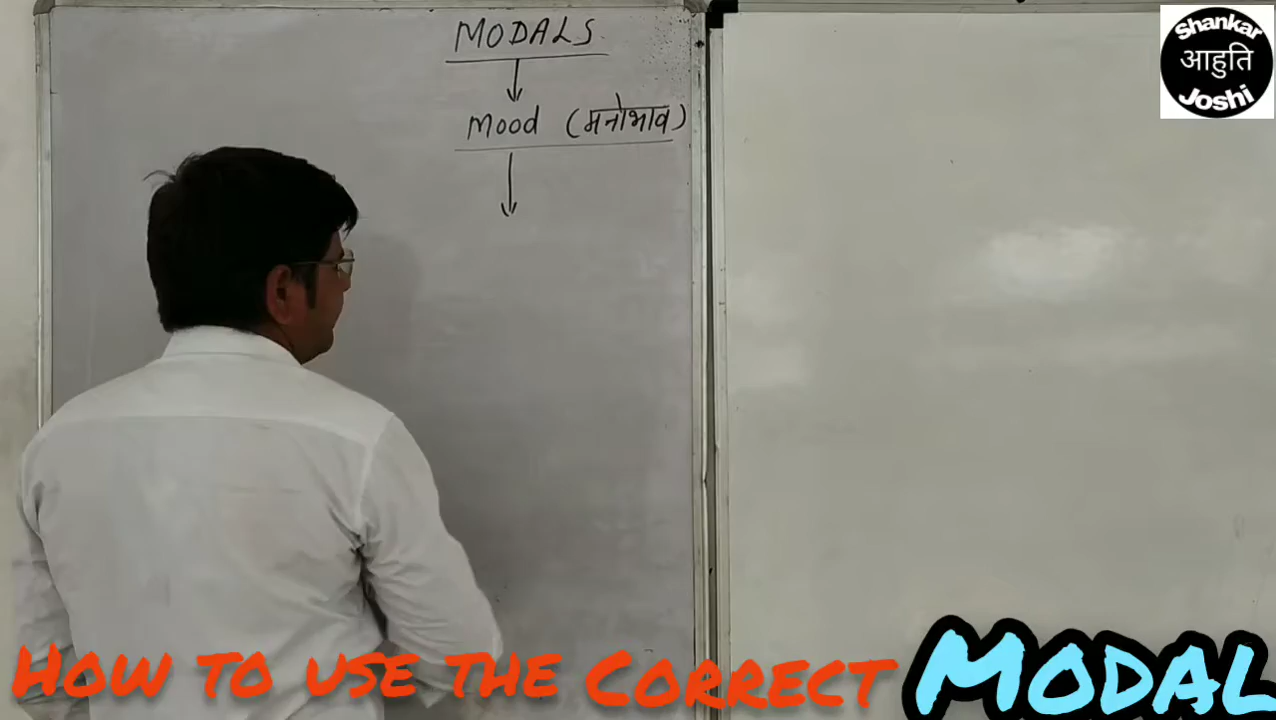 MODALS
Mood (मनोभाव)
Shankar
आहुति
Joshi
How to use the Correct Modal